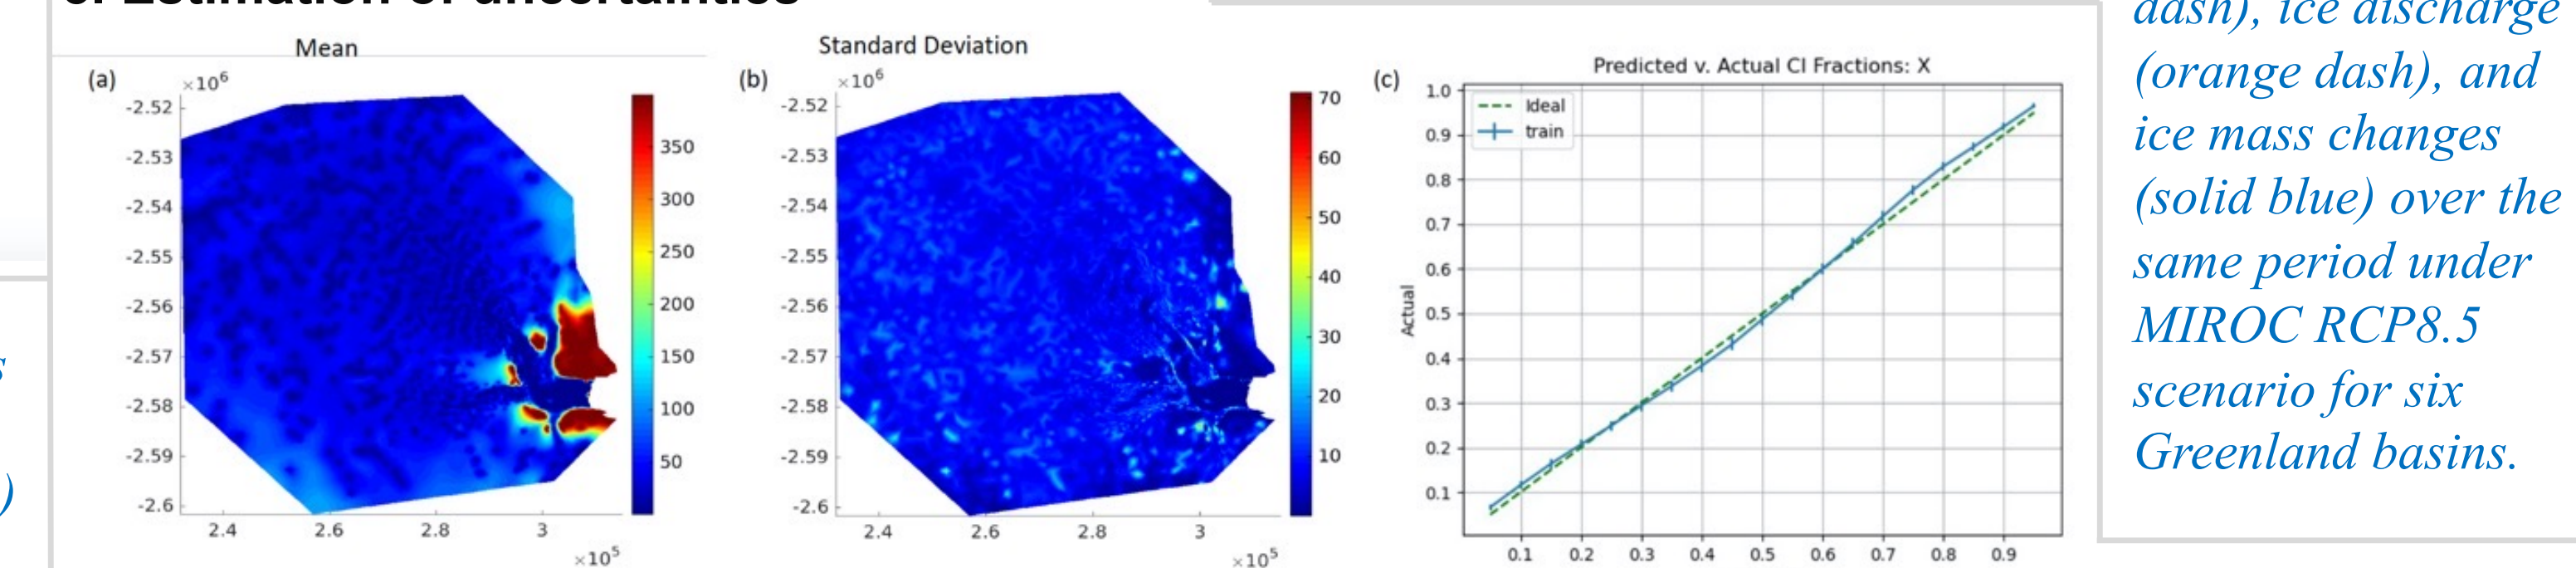 Estimation of uncertainties
Mean
(a)
×10⁶
-2.52
-2.53
-2.54
-2.55
-2.56
-2.57
-2.58
-2.59
-2.6
2.4 2.6 2.8 3
×10⁵
350
300
250
200
150
100
50
Standard Deviation
(b)
×10⁶
-2.52
-2.53
-2.54
-2.55
-2.56
-2.57
-2.58
-2.59
-2.6
2.4 2.6 2.8 3
×10⁵
70
60
50
40
30
20
10
(c)
Predicted v. Actual CI Fractions: X
Ideal
train
Actual
1.0
0.9
0.8
0.7
0.6
0.5
0.4
0.3
0.2
0.1
0.1 0.2 0.3 0.4 0.5 0.6 0.7 0.8 0.9
dash), ice discharge
(orange dash), and
ice mass changes
(solid blue) over the
same period under
MIROC RCP8.5
scenario for six
Greenland basins.
s
)